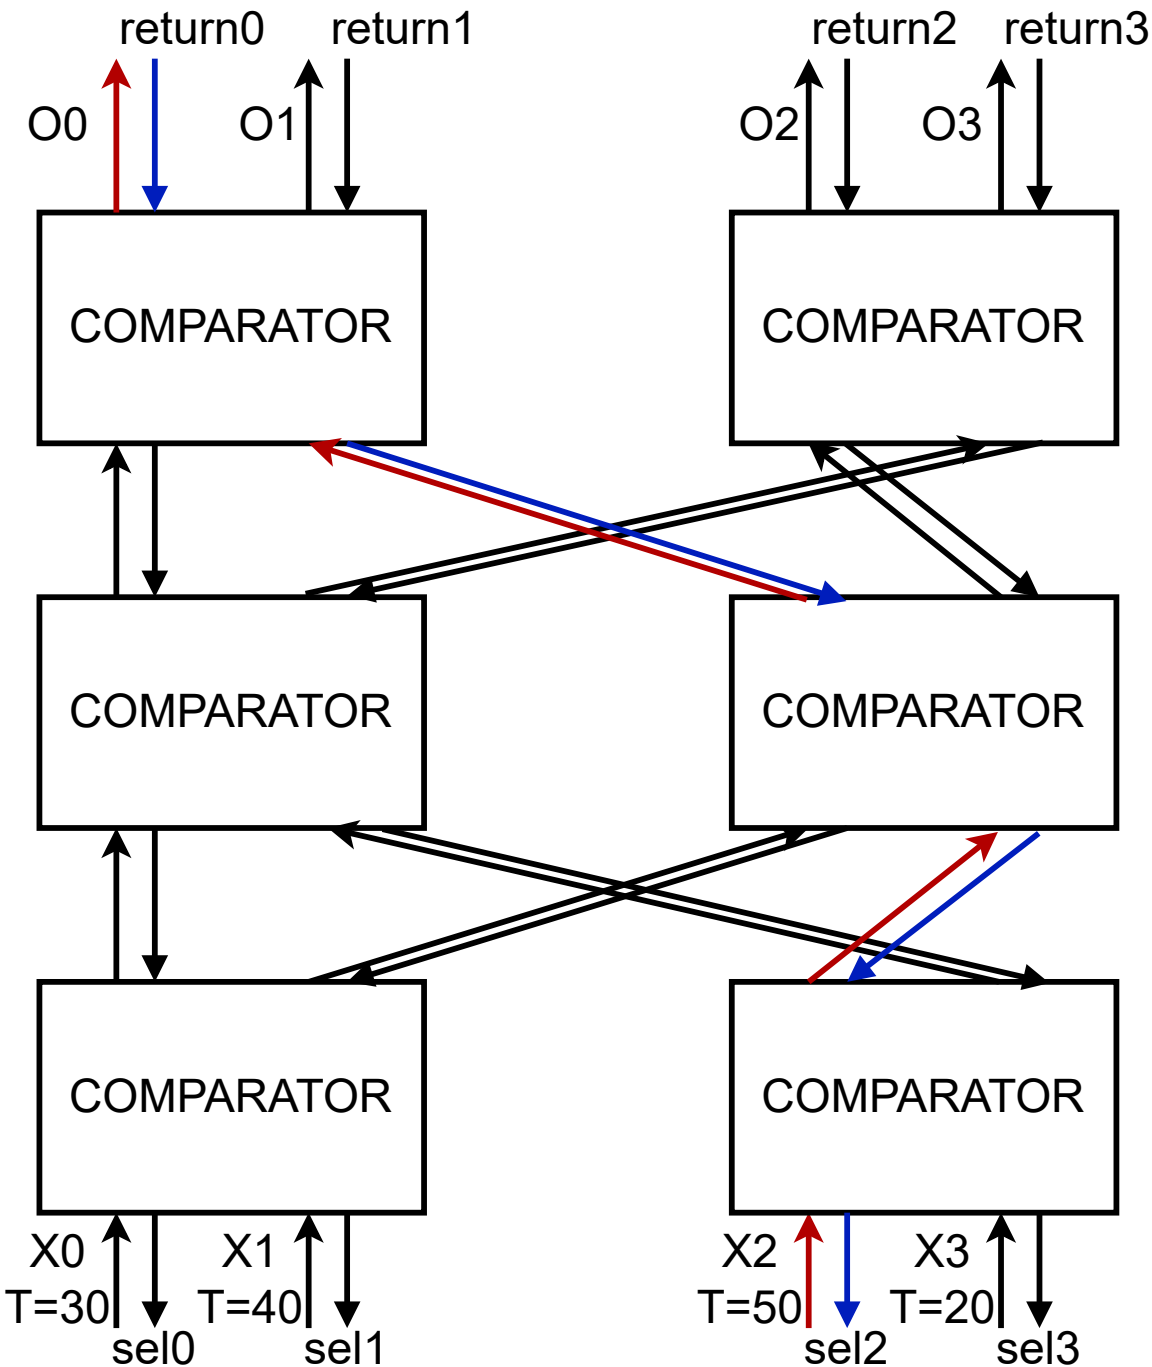 return0 return1 return2 return3
O0 O1 O2 O3
COMPARATOR COMPARATOR
COMPARATOR COMPARATOR
COMPARATOR COMPARATOR
X0 X1 X2 X3
T=30 T=40 T=50 T=20
sel0 sel1 sel2 sel3